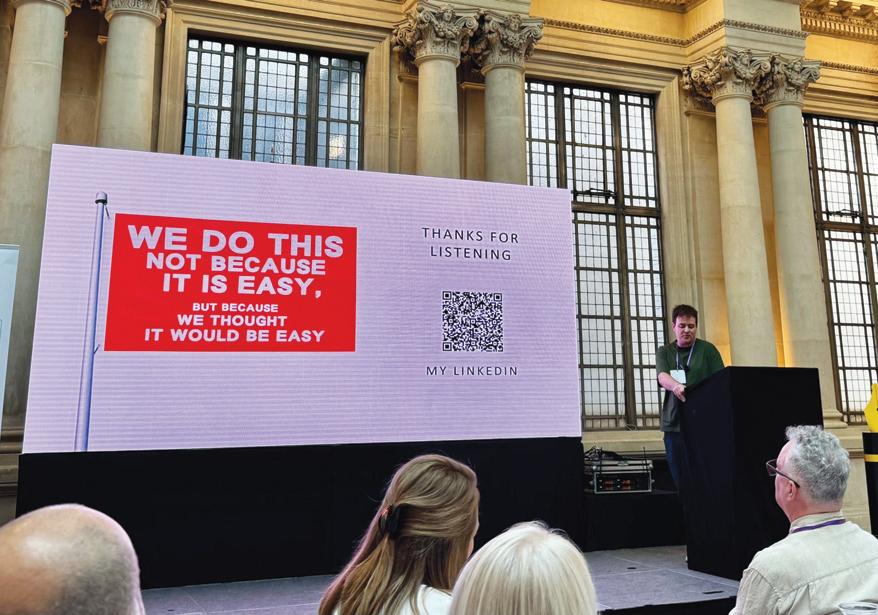 WE DO THIS
NOT BECAUSE
IT IS EASY,
BUT BECAUSE
WE THOUGHT
IT WOULD BE EASY
THANKS FOR
LISTENING
MY LINKEDIN